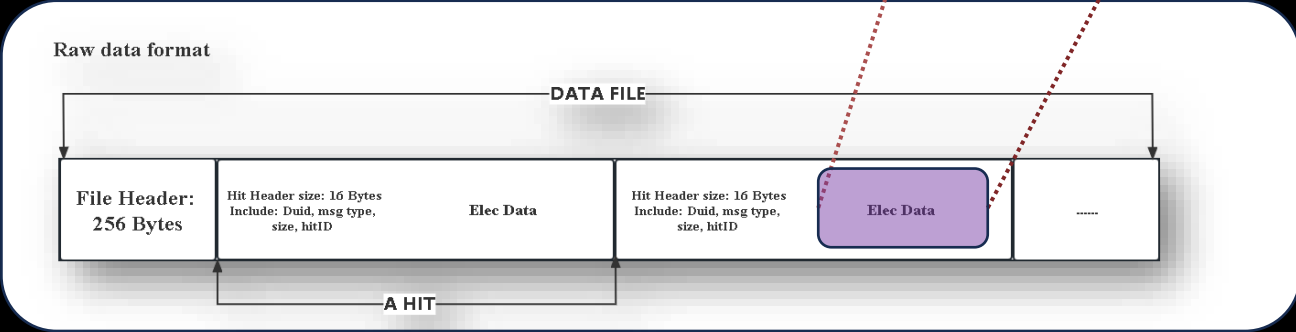 Raw data format
DATA FILE
File Header:
256 Bytes
Hit Header size: 16 Bytes
Include: Duid, msg type,
size, hitID
Elec Data
Hit Header size: 16 Bytes
Include: Duid, msg type,
size, hitID
Elec Data
------
A HIT